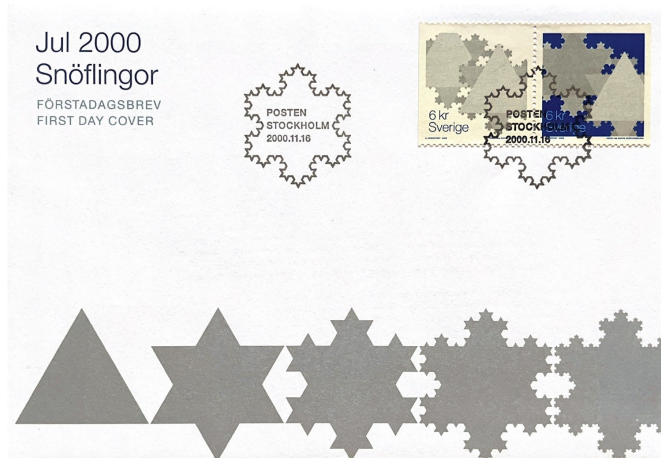 Jul 2000
Snöflingor
FÖRSTADAGSBREV
FIRST DAY COVER
POSTEN
STOCKHOLM
2000.11.16
6 kr
Sverige
POSTEN
STOCKHOLM
2000.11.16
6 kr